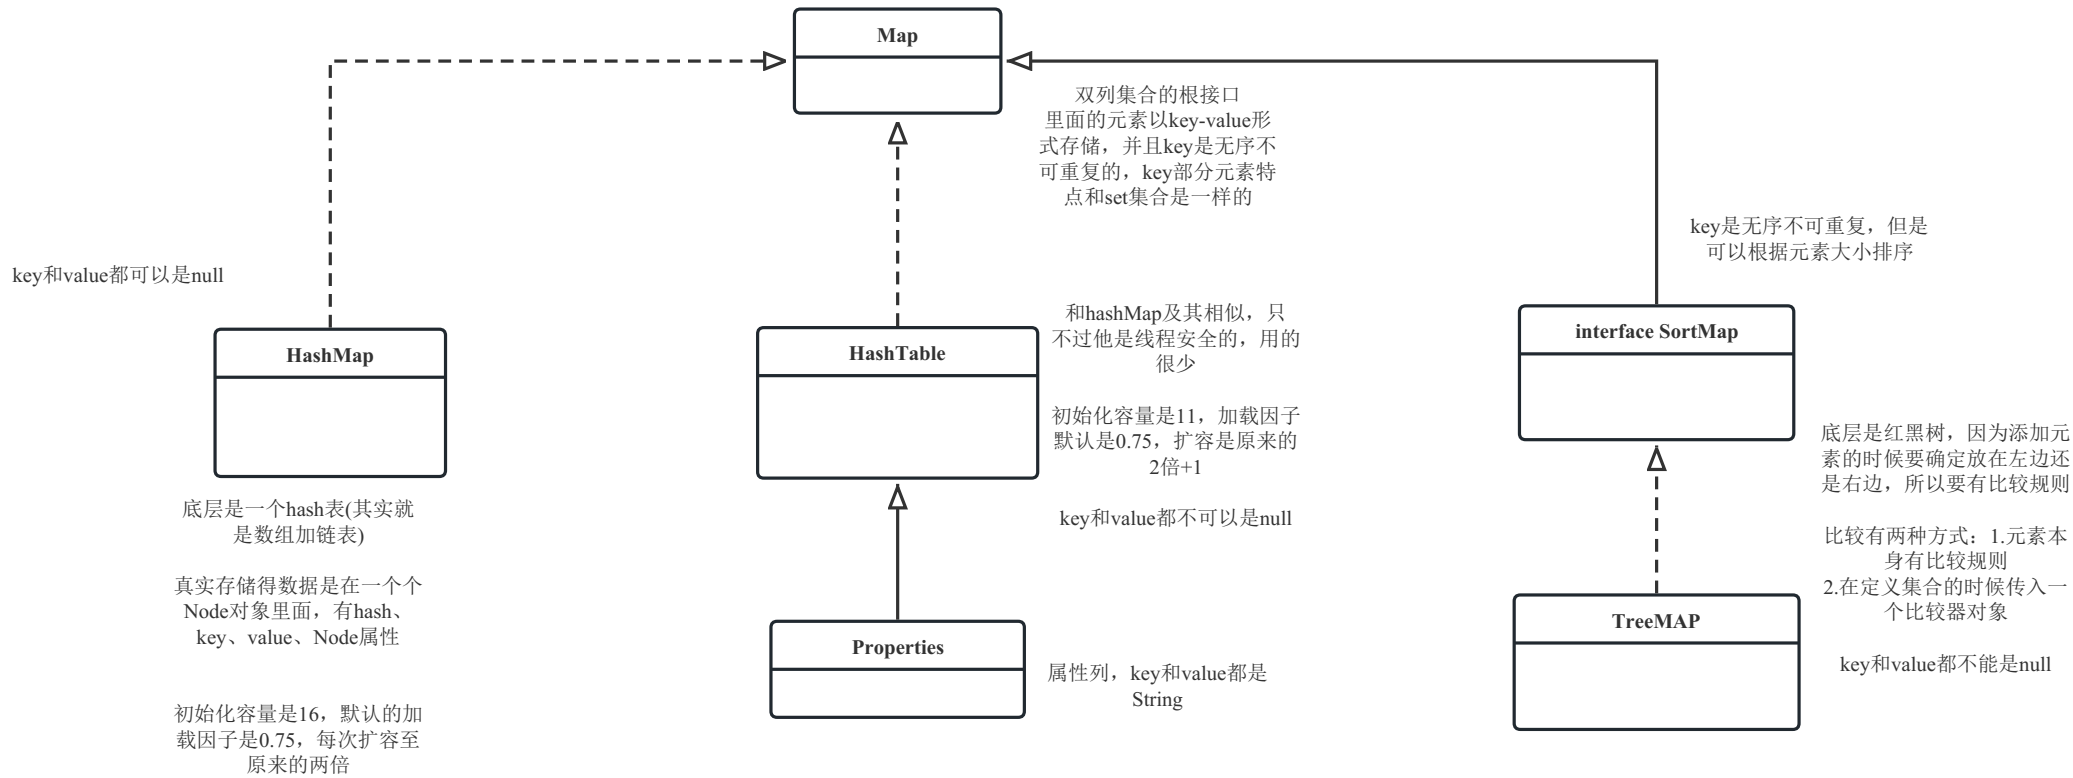 Map
双列集合的根接口
里面的元素以key-value形
式存储，并且key是无序不
可重复的，key部分元素特
点和set集合是一样的
key是无序不可重复，但是
可以根据元素大小排序
key和value都可以是null
HashMap
底层是一个hash表(其实就
是数组加链表)
真实存储得数据是在一个个
Node对象里面，有hash、
key、value、Node属性
初始化容量是16，默认的加
载因子是0.75，每次扩容至
原来的两倍
HashTable
和hashMap及其相似，只
不过他是线程安全的，用的
很少
初始化容量是11，加载因子
默认是0.75，扩容是原来的
2倍+1
key和value都不可以是null
Properties
属性列，key和value都是
String
interface SortMap
底层是红黑树，因为添加元
素的时候要确定放在左边还
是右边，所以要有比较规则
比较有两种方式：1.元素本
身有比较规则
2.在定义集合的时候传入一
个比较器对象
key和value都不能是null
TreeMAP